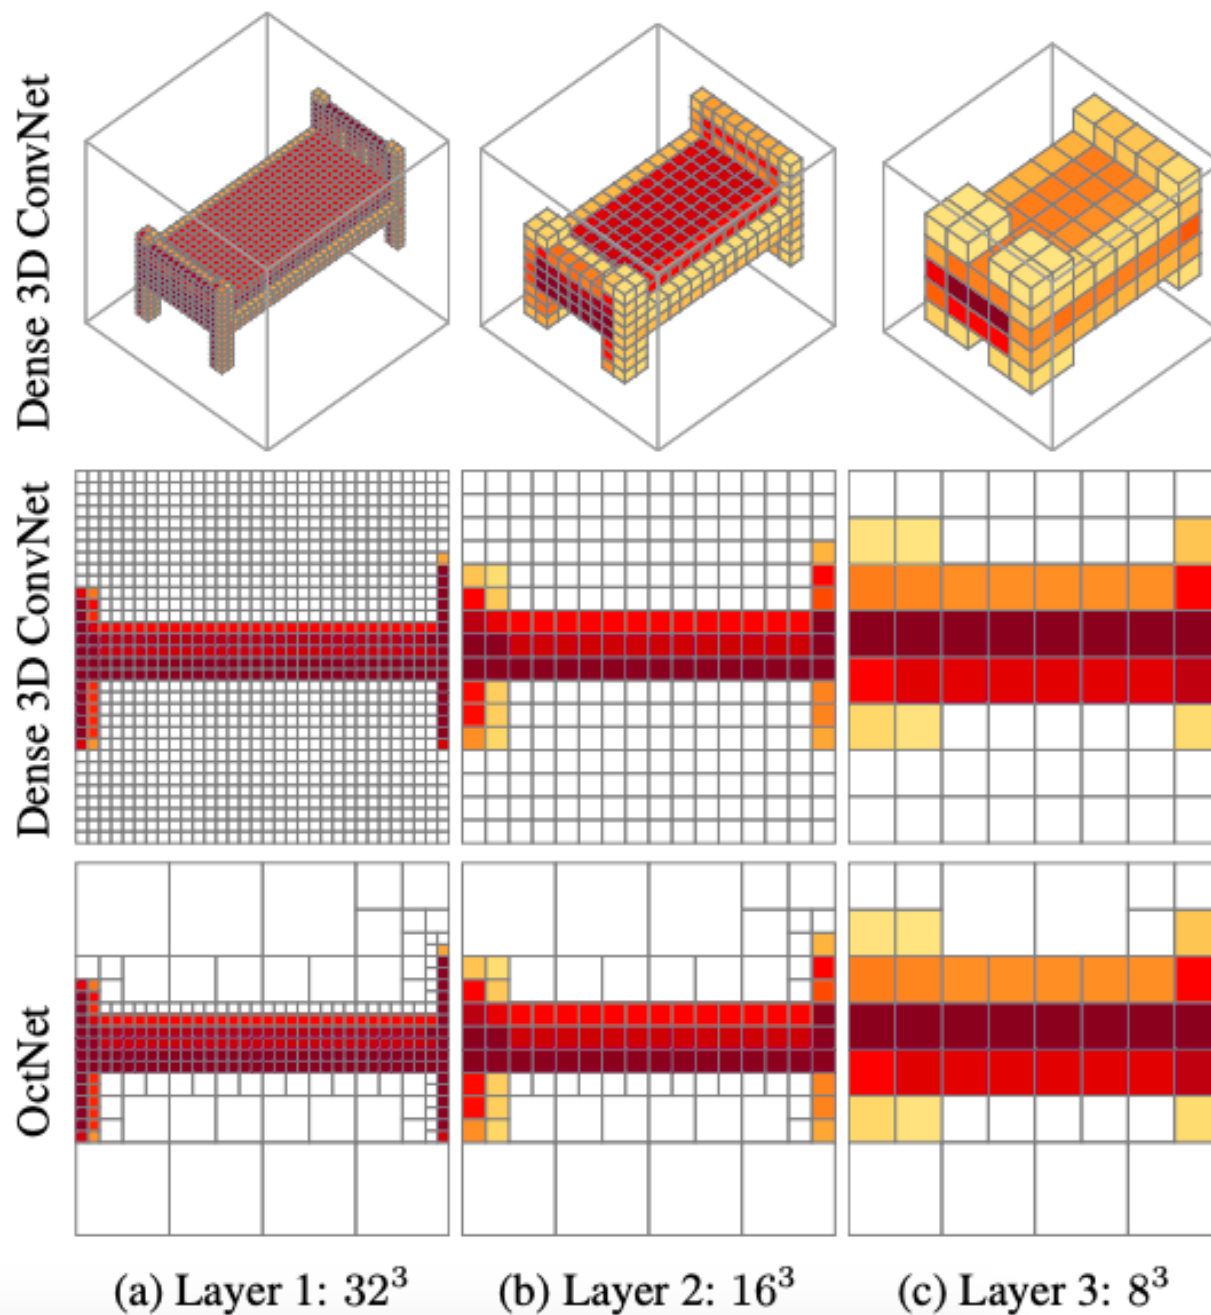 Dense 3D ConvNet
Dense 3D ConvNet
OctNet
(a) Layer 1: 32³
(b) Layer 2: 16³
(c) Layer 3: 8³